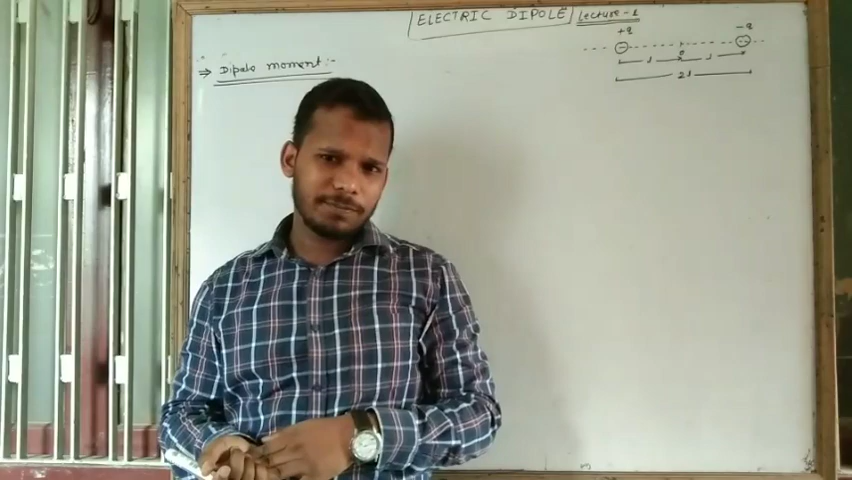 ELECTRIC DIPOLE Lecture-1
+q -q
⇒ Dipole moment:-
o
l l
2l